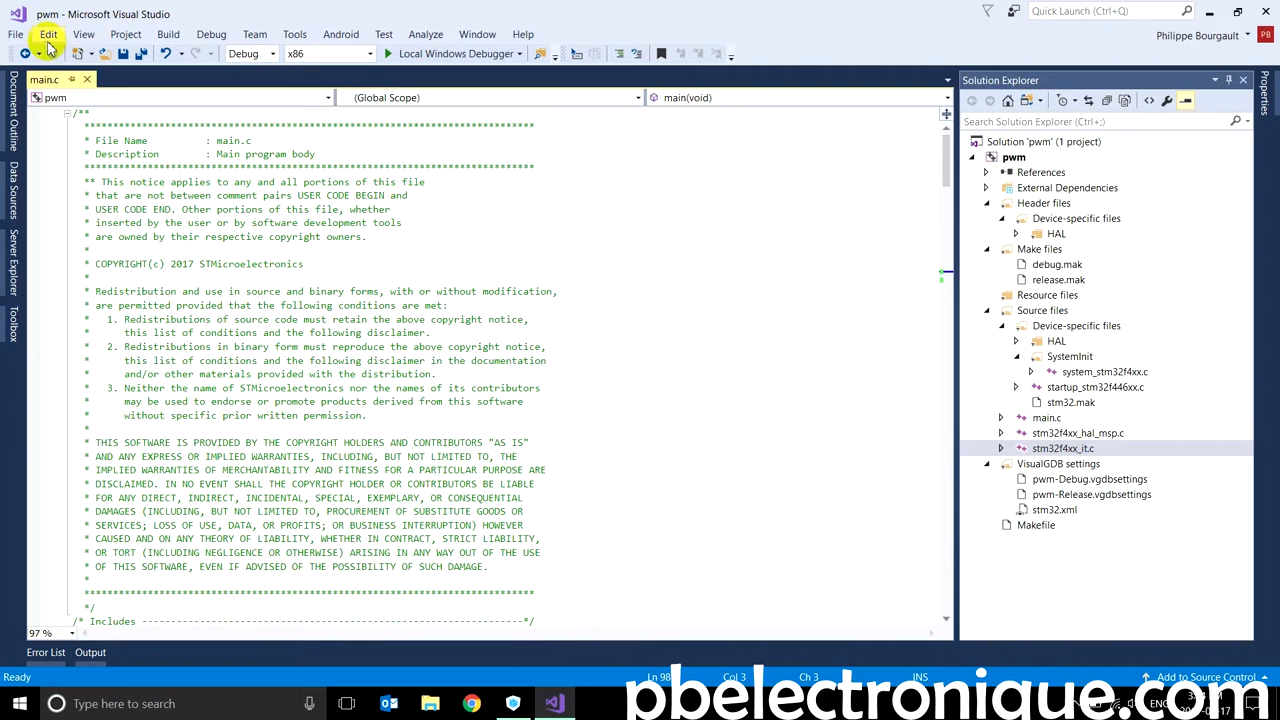 pwm - Microsoft Visual Studio
Quick Launch (Ctrl+Q)
File Edit View Project Build Debug Team Tools Android Test Analyze Window Help
Philippe Bourgault PB
Debug x86 Local Windows Debugger
main.c
pwm (Global Scope) main(void)
/**
******************************************************************************
* File Name : main.c
* Description : Main program body
******************************************************************************
** This notice applies to any and all portions of this file
* that are not between comment pairs USER CODE BEGIN and
* USER CODE END. Other portions of this file, whether
* inserted by the user or by software development tools
* are owned by their respective copyright owners.
*
* COPYRIGHT(c) 2017 STMicroelectronics
*
* Redistribution and use in source and binary forms, with or without modification,
* are permitted provided that the following conditions are met:
* 1. Redistributions of source code must retain the above copyright notice,
* this list of conditions and the following disclaimer.
* 2. Redistributions in binary form must reproduce the above copyright notice,
* this list of conditions and the following disclaimer in the documentation
* and/or other materials provided with the distribution.
* 3. Neither the name of STMicroelectronics nor the names of its contributors
* may be used to endorse or promote products derived from this software
* without specific prior written permission.
*
* THIS SOFTWARE IS PROVIDED BY THE COPYRIGHT HOLDERS AND CONTRIBUTORS "AS IS"
* AND ANY EXPRESS OR IMPLIED WARRANTIES, INCLUDING, BUT NOT LIMITED TO, THE
* IMPLIED WARRANTIES OF MERCHANTABILITY AND FITNESS FOR A PARTICULAR PURPOSE ARE
* DISCLAIMED. IN NO EVENT SHALL THE COPYRIGHT HOLDER OR CONTRIBUTORS BE LIABLE
* FOR ANY DIRECT, INDIRECT, INCIDENTAL, SPECIAL, EXEMPLARY, OR CONSEQUENTIAL
* DAMAGES (INCLUDING, BUT NOT LIMITED TO, PROCUREMENT OF SUBSTITUTE GOODS OR
* SERVICES; LOSS OF USE, DATA, OR PROFITS; OR BUSINESS INTERRUPTION) HOWEVER
* CAUSED AND ON ANY THEORY OF LIABILITY, WHETHER IN CONTRACT, STRICT LIABILITY,
* OR TORT (INCLUDING NEGLIGENCE OR OTHERWISE) ARISING IN ANY WAY OUT OF THE USE
* OF THIS SOFTWARE, EVEN IF ADVISED OF THE POSSIBILITY OF SUCH DAMAGE.
*
******************************************************************************
*/
/* Includes ------------------------------------------------------------------*/
97 %
Document Outline
Data Sources
Server Explorer
Toolbox
Solution Explorer
Search Solution Explorer (Ctrl+;)
Solution 'pwm' (1 project)
pwm
References
External Dependencies
Header files
Device-specific files
HAL
Make files
debug.mak
release.mak
Resource files
Source files
Device-specific files
HAL
SystemInit
system_stm32f4xx.c
startup_stm32f446xx.c
stm32.mak
main.c
stm32f4xx_hal_msp.c
stm32f4xx_it.c
VisualGDB settings
pwm-Debug.vgdbsettings
pwm-Release.vgdbsettings
stm32.xml
Makefile
Properties
Error List Output
Ready Ln 98 Col 3 Ch 3 INS Add to Source Control
Type here to search
pbelectronique.com